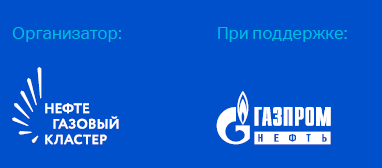 Организатор:
При поддержке:
НЕФТЕ
ГАЗОВЫЙ
КЛАСТЕР
ГАЗПРОМ
НЕФТЬ